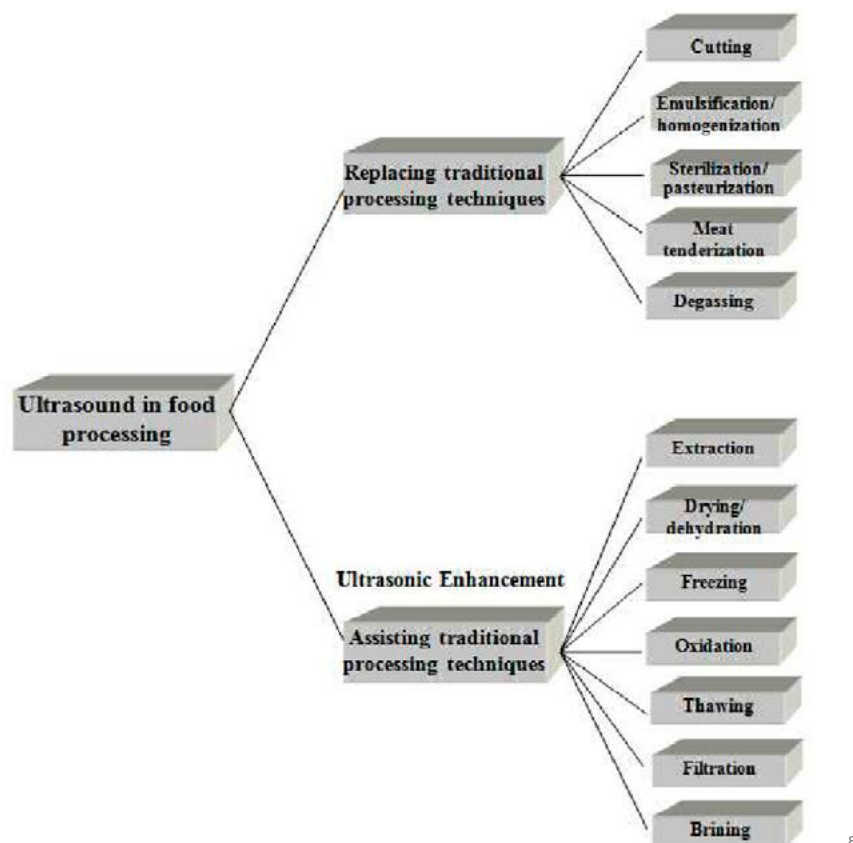 Cutting
Emulsification/
homogenization
Replacing traditional
processing techniques
Sterilization/
pasteurization
Meat
tenderization
Degassing
Ultrasound in food
processing
Extraction
Drying/
dehydration
Ultrasonic Enhancement
Freezing
Assisting traditional
processing techniques
Oxidation
Thawing
Filtration
Brining
8